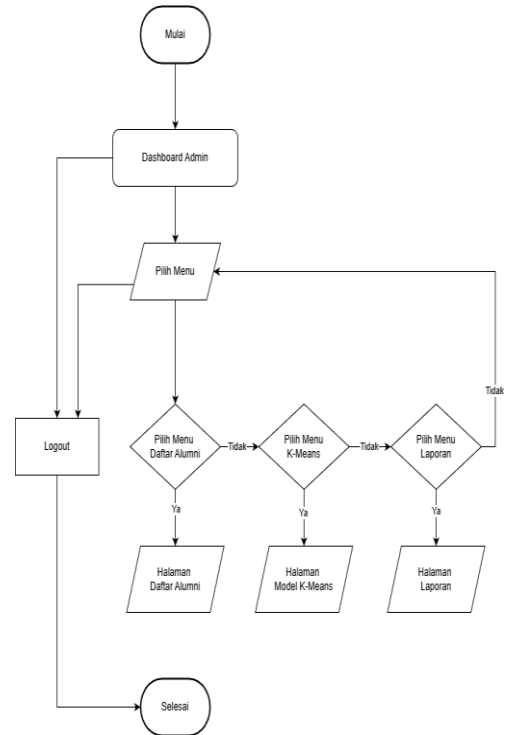 Mulai
Dashboard Admin
Pilih Menu
Tidak
Logout
Pilih Menu
Daftar Alumni
Tidak
Pilih Menu
K-Means
Tidak
Pilih Menu
Laporan
Ya
Ya
Ya
Halaman
Daftar Alumni
Halaman
Model K-Means
Halaman
Laporan
Selesai